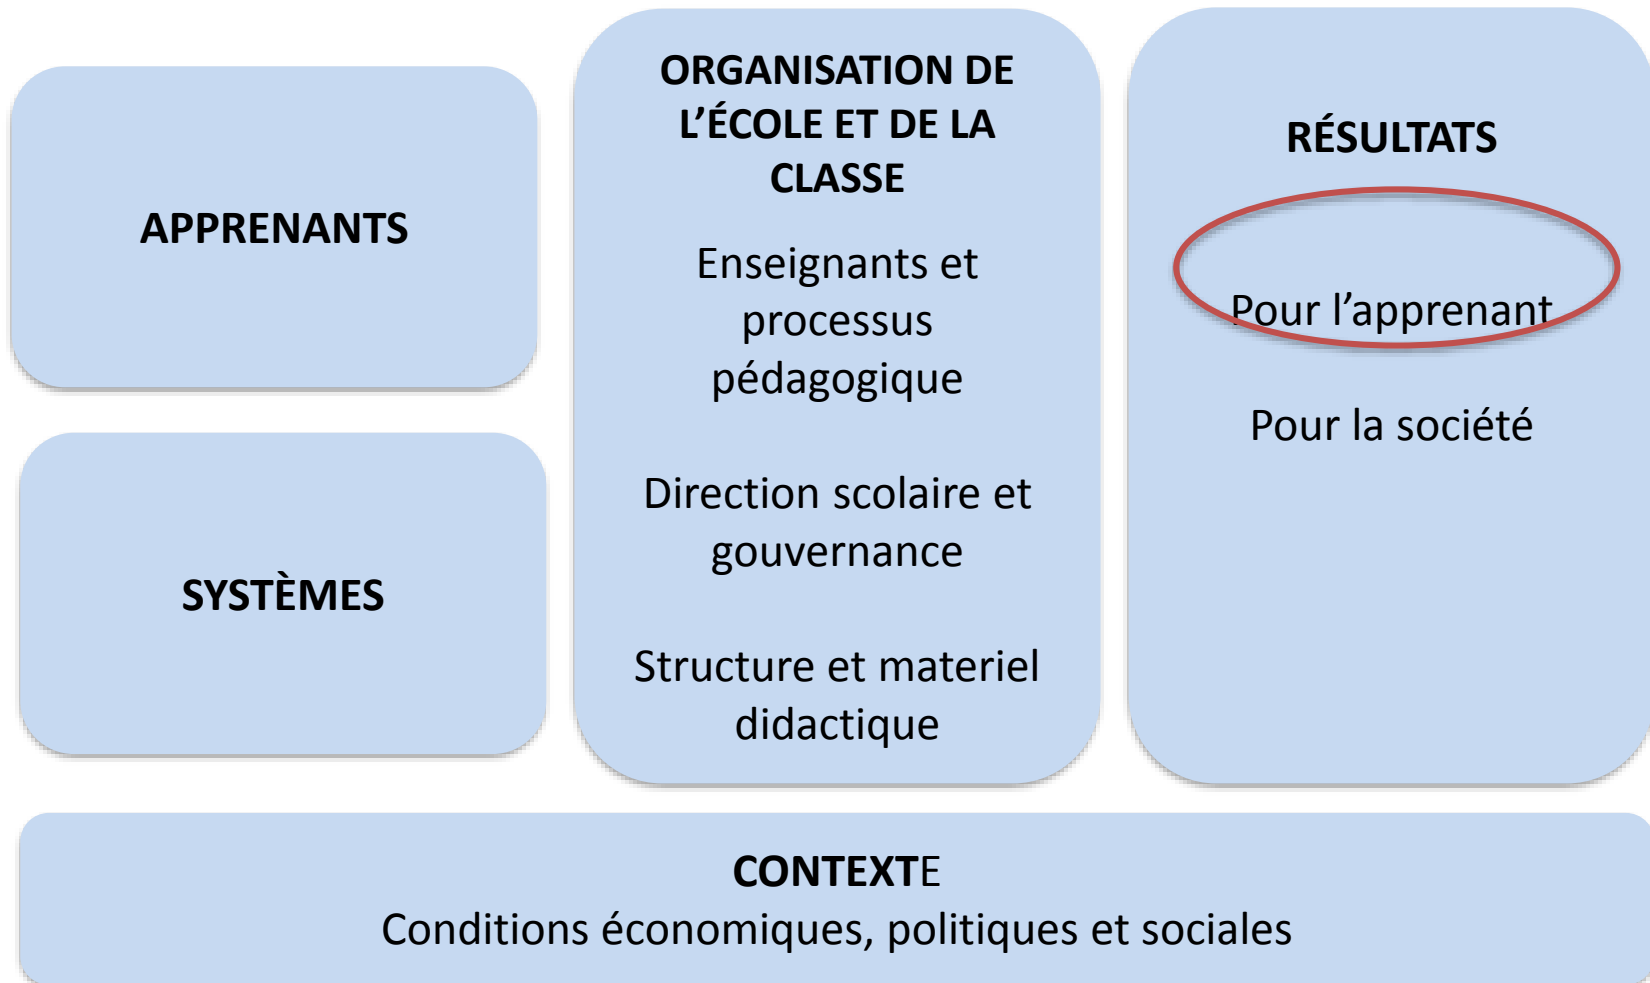 APPRENANTS
SYSTÈMES
ORGANISATION DE
L’ÉCOLE ET DE LA
CLASSE
Enseignants et
processus
pédagogique
Direction scolaire et
gouvernance
Structure et materiel
didactique
RÉSULTATS
Pour l’apprenant
Pour la société
CONTEXTE
Conditions économiques, politiques et sociales